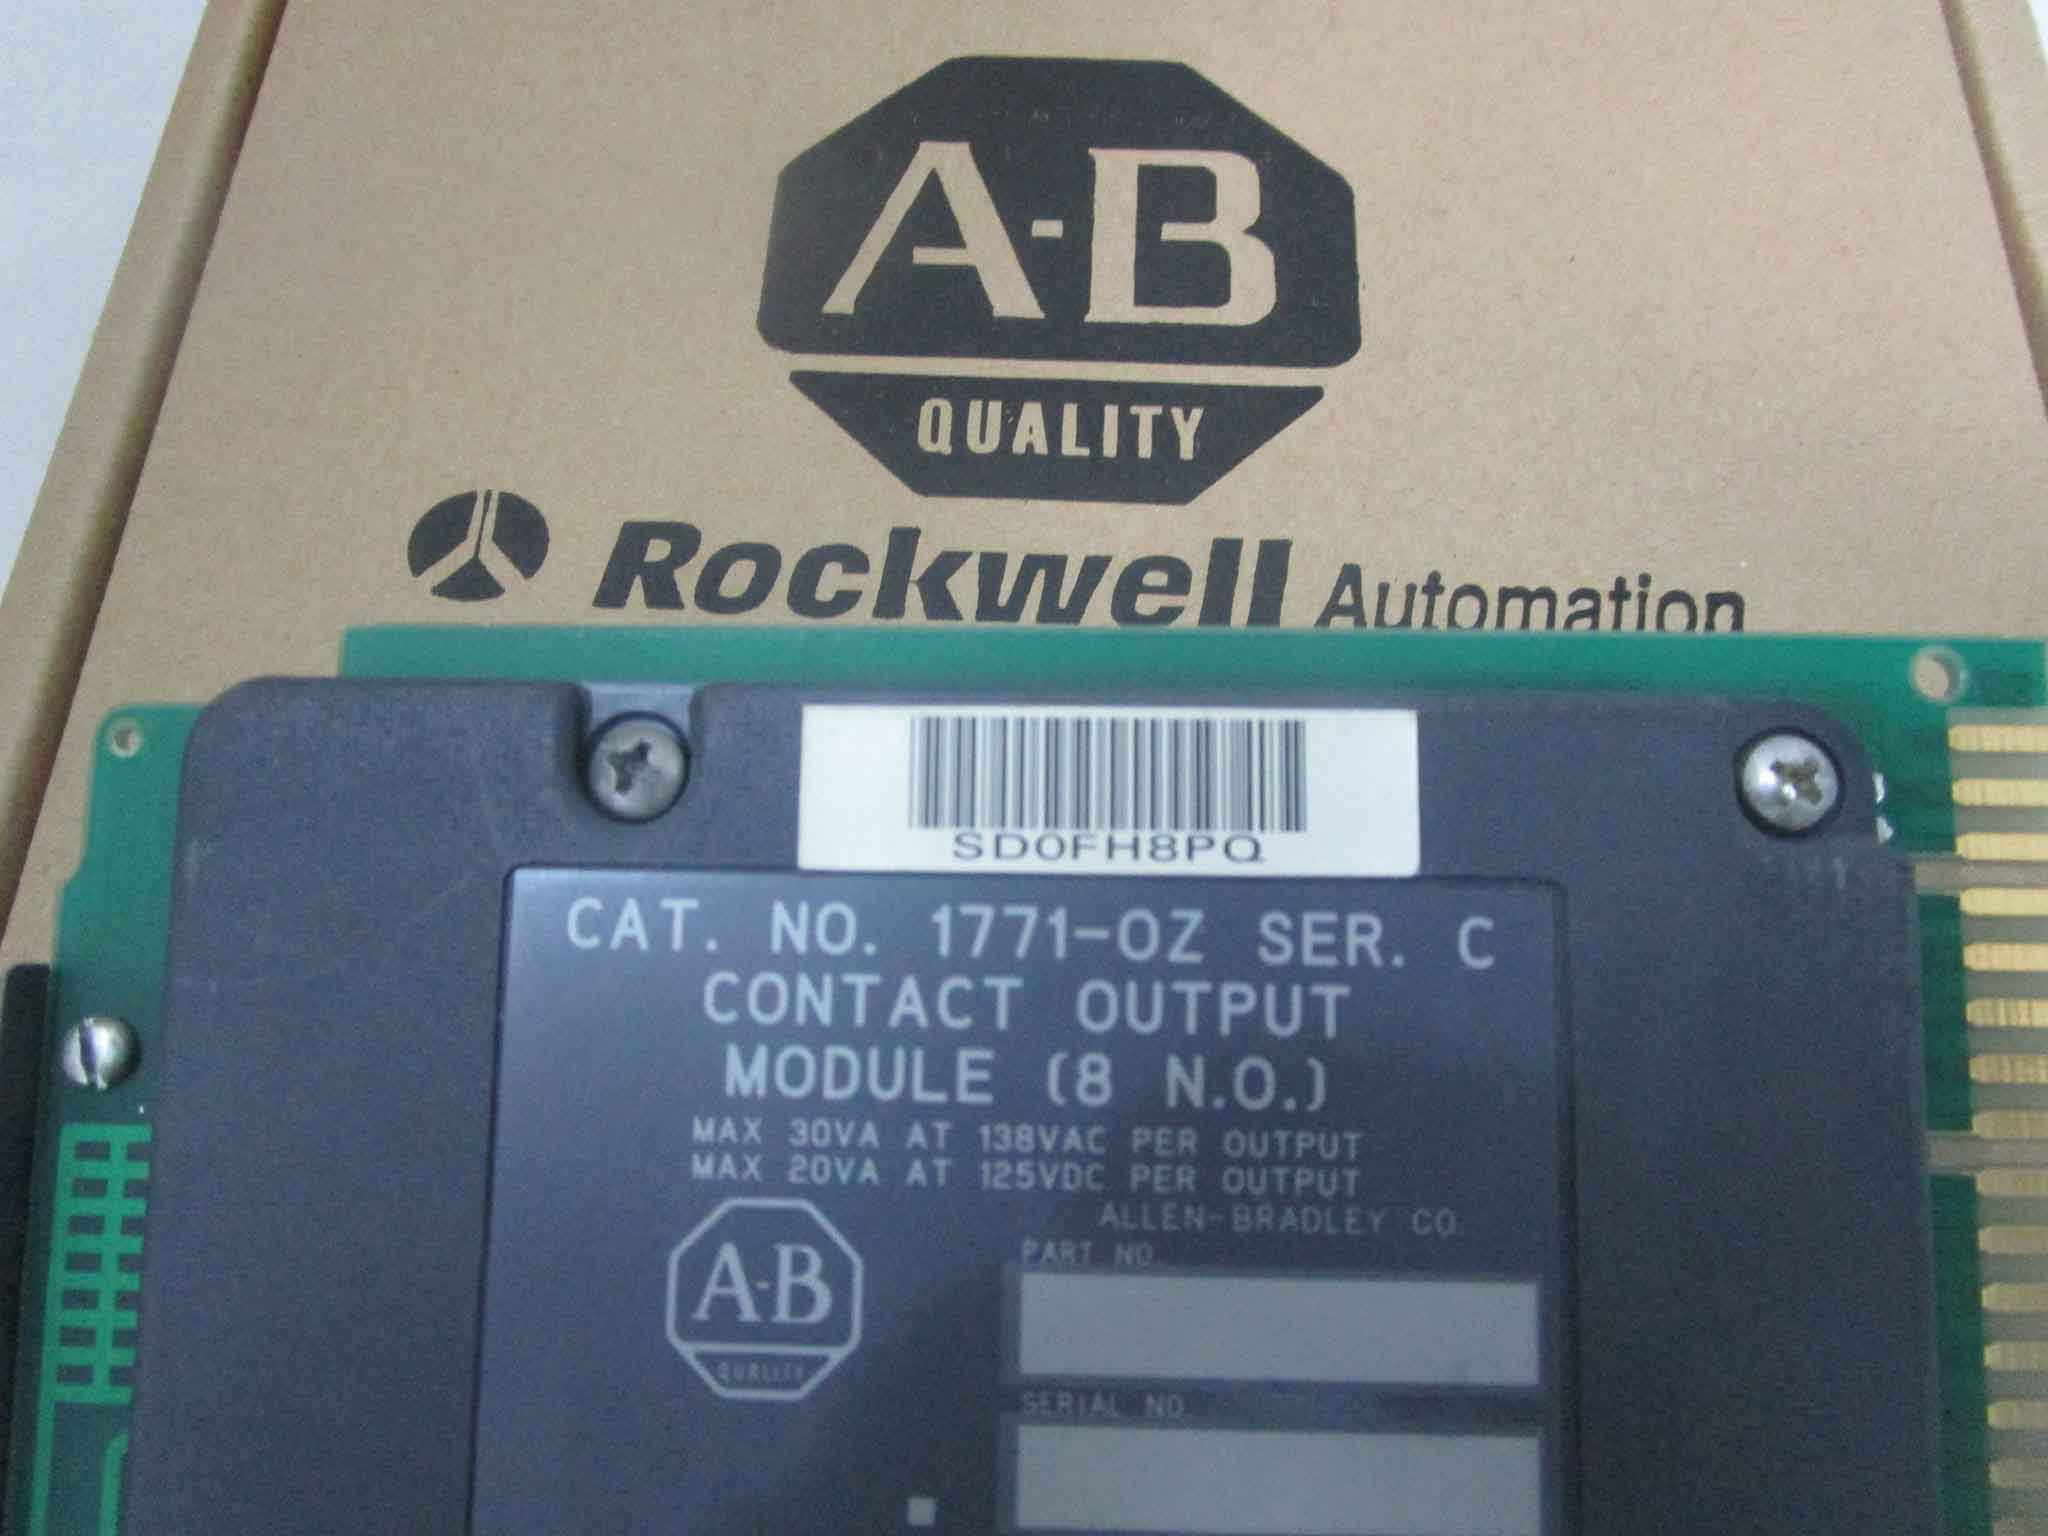 A-B
QUALITY
Rockwell Automation
SD0FH8PQ
CAT. NO. 1771-OZ SER. C
CONTACT OUTPUT
MODULE (8 N.O.)
MAX 30VA AT 138VAC PER OUTPUT
MAX 20VA AT 125VDC PER OUTPUT
ALLEN-BRADLEY CO.
PART NO.
A-B
QUALITY
SERIAL NO.